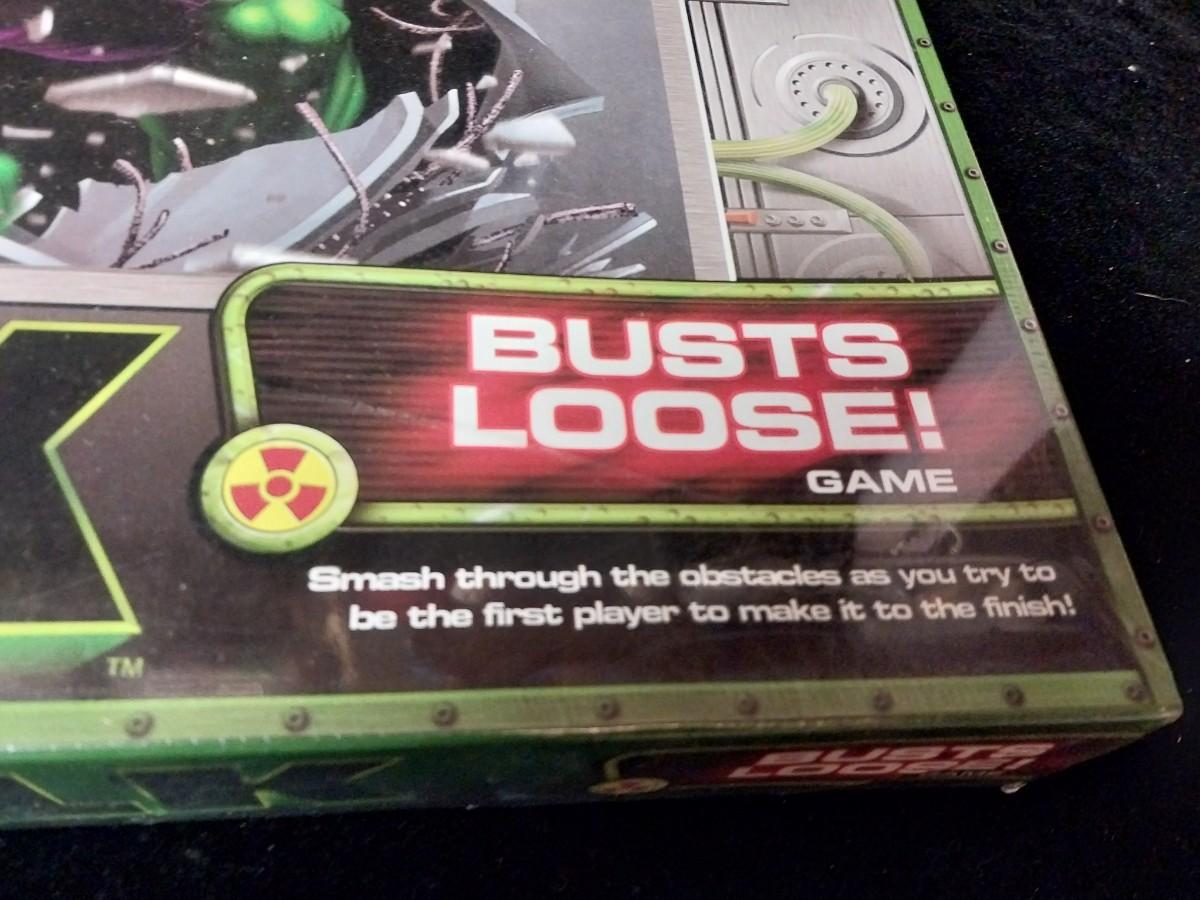 BUSTS
LOOSE!
GAME
Smash through the obstacles as you try to
be the first player to make it to the finish!
K
TM
LK
BUSTS
LOOSE!